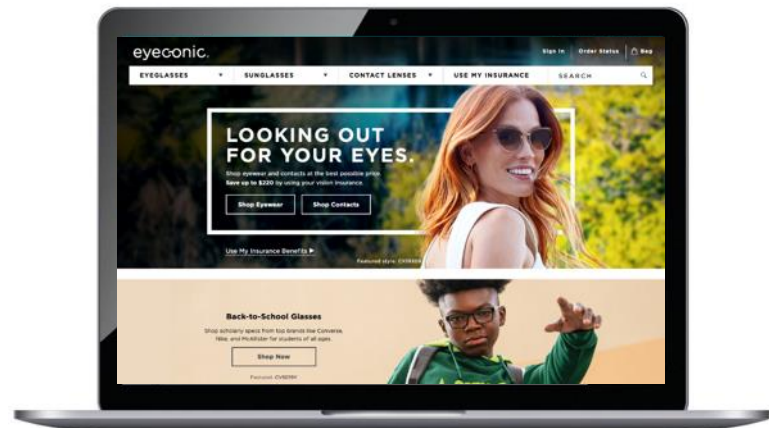 eyeconic.
Sign In Order Status Bag
EYEGLASSES SUNGLASSES CONTACT LENSES USE MY INSURANCE SEARCH
LOOKING OUT
FOR YOUR EYES.
Shop eyewear and contacts at the best possible price.
Save up to $220 by using your vision insurance.
Shop Eyewear Shop Contacts
Use My Insurance Benefits ▶
Featured style:
Back-to-School Glasses
Shop scholarly specs from top brands like Converse,
Nike, and McAllister for students of all ages.
Shop Now
Featured: